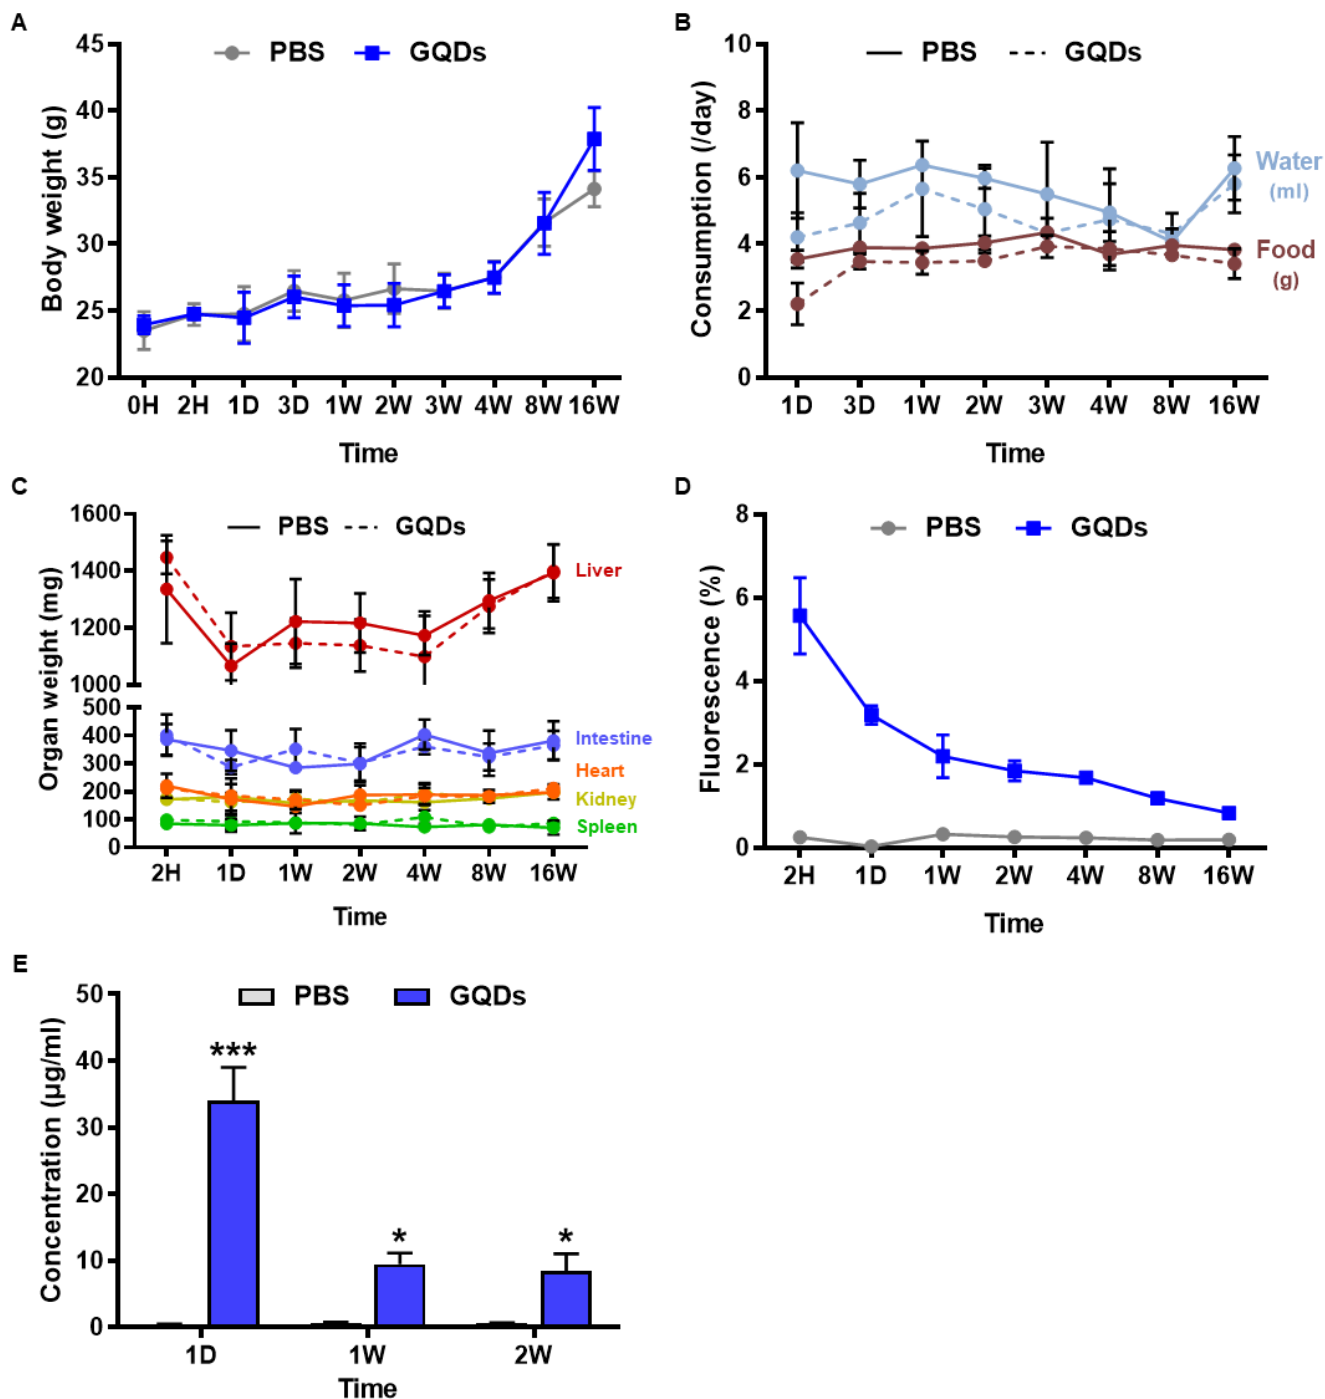 A
PBS GQDs
Body weight (g)
45
40
35
30
25
20
0H 2H 1D 3D 1W 2W 3W 4W 8W 16W
Time
B
PBS GQDs
Consumption (/day)
10
8
6
4
2
0
Water
(ml)
Food
(g)
1D 3D 1W 2W 3W 4W 8W 16W
Time
C
PBS GQDs
Organ weight (mg)
1600
1400
1200
1000
500
400
300
200
100
0
Liver
Intestine
Heart
Kidney
Spleen
2H 1D 1W 2W 4W 8W 16W
Time
D
PBS GQDs
Fluorescence (%)
8
6
4
2
0
2H 1D 1W 2W 4W 8W 16W
Time
E
PBS GQDs
Concentration (µg/ml)
50
40
30
20
10
0
***
*
*
1D 1W 2W
Time